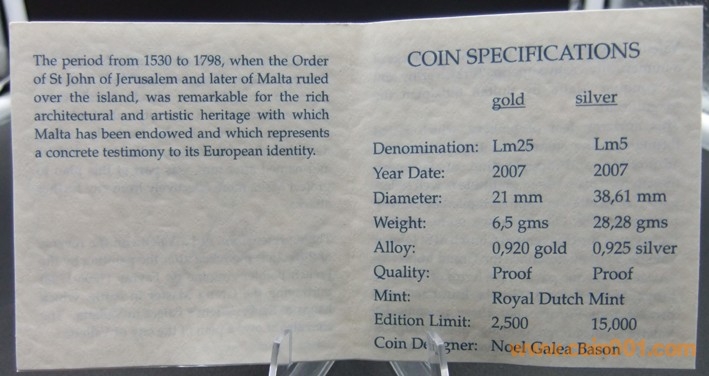 The period from 1530 to 1798, when the Order
of St John of Jerusalem and later of Malta ruled
over the island, was remarkable for the rich
architectural and artistic heritage with which
Malta has been endowed and which represents
a concrete testimony to its European identity.
COIN SPECIFICATIONS
gold silver
Denomination: Lm25 Lm5
Year Date: 2007 2007
Diameter: 21 mm 38,61 mm
Weight: 6,5 gms 28,28 gms
Alloy: 0,920 gold 0,925 silver
Quality: Proof Proof
Mint: Royal Dutch Mint
Edition Limit: 2,500 15,000
Coin Designer: Noel Galea Bason